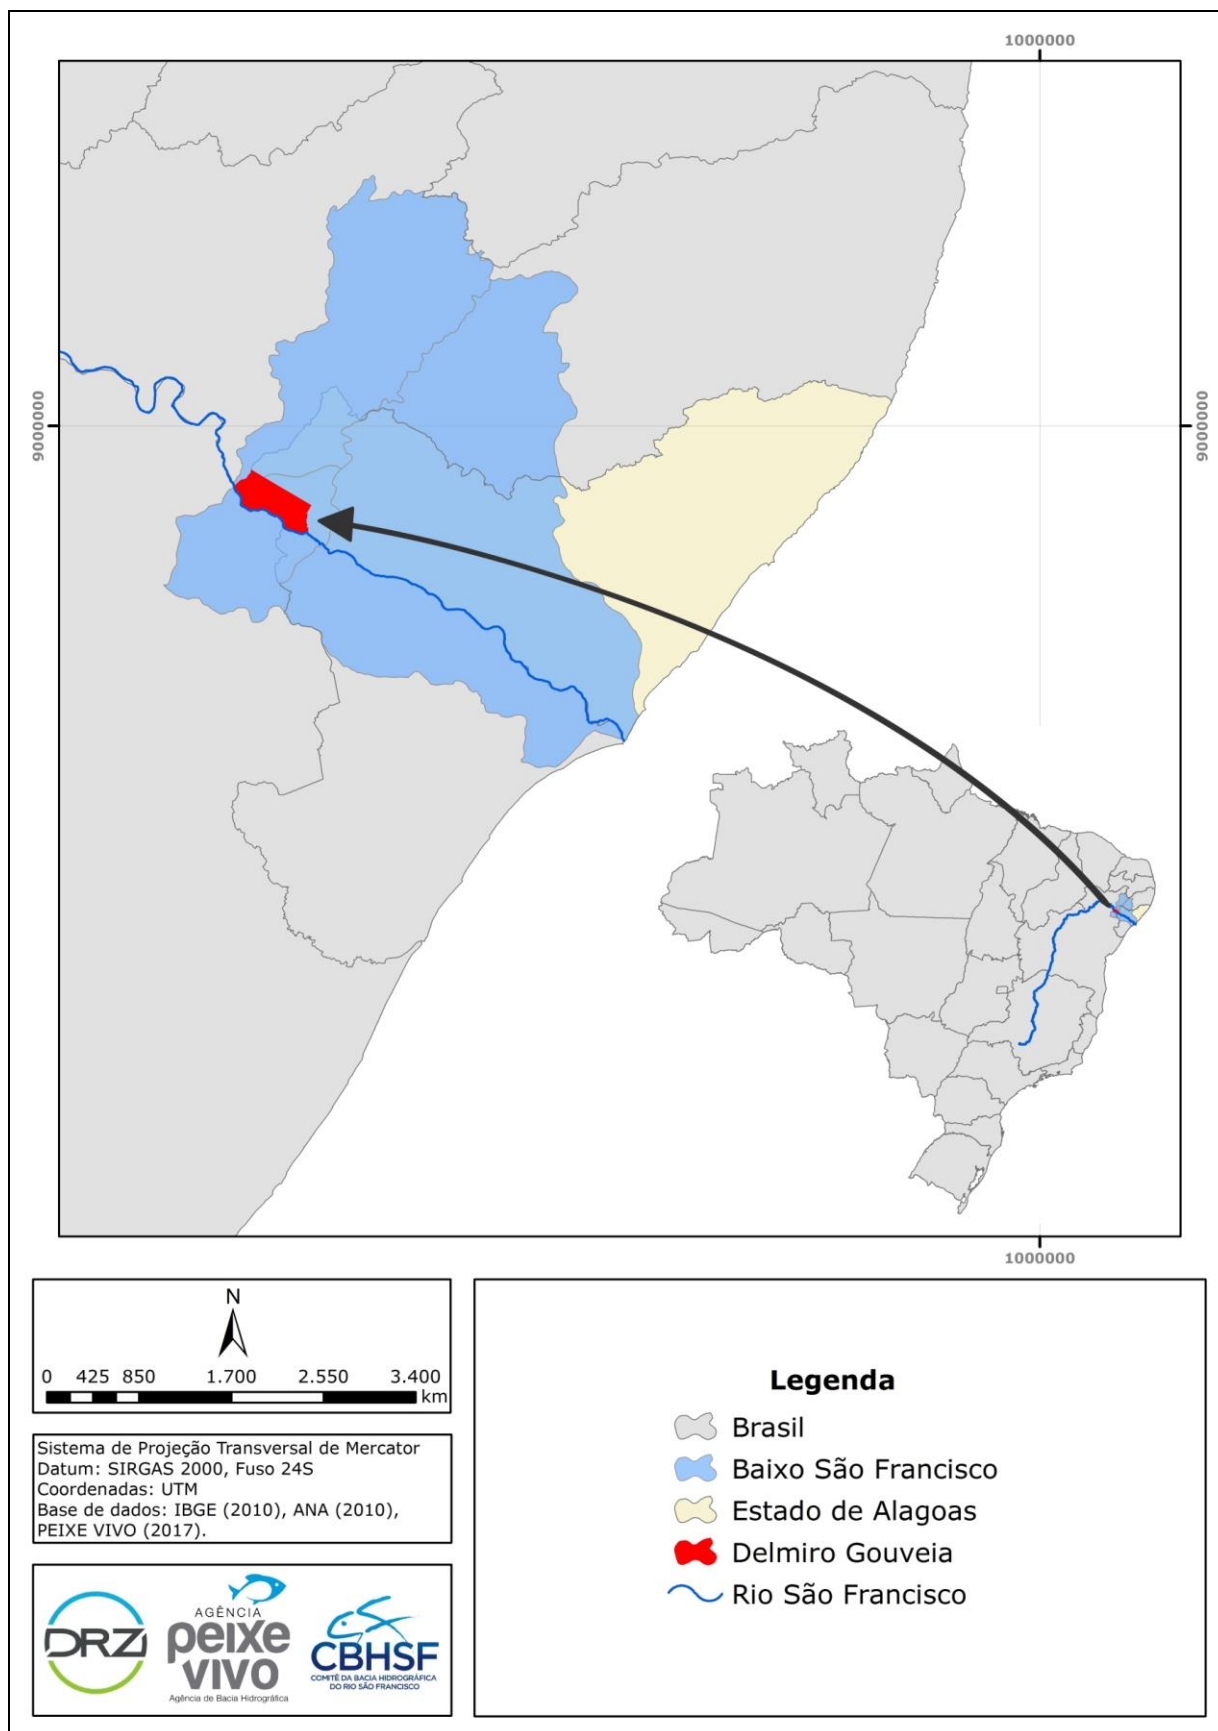 1000000
9000000
9000000
1000000
N
0 425 850 1.700 2.550 3.400
km
Sistema de Projeção Transversal de Mercator
Datum: SIRGAS 2000, Fuso 24S
Coordenadas: UTM
Base de dados: IBGE (2010), ANA (2010),
PEIXE VIVO (2017).
DRZ
AGÊNCIA
peixe
vivo
Agência de Bacia Hidrográfica
CBHSF
COMITÊ DA BACIA HIDROGRÁFICA
DO RIO SÃO FRANCISCO
Legenda
Brasil
Baixo São Francisco
Estado de Alagoas
Delmiro Gouveia
Rio São Francisco